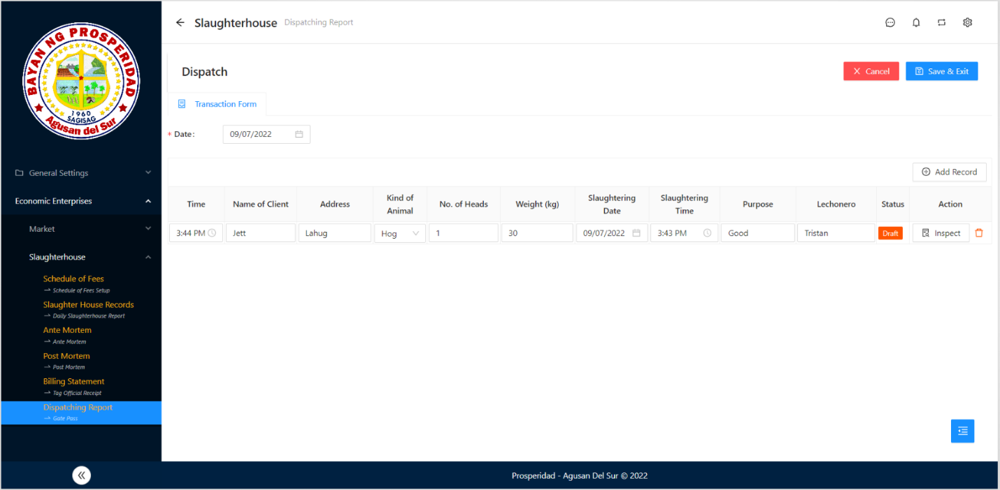 BAYAN NG PROSPERIDAD
1960
SAGISAG
Agusan del Sur
General Settings
Economic Enterprises
Market
Slaughterhouse
Schedule of Fees
Schedule of Fees Setup
Slaughter House Records
Daily Slaughterhouse Report
Ante Mortem
Ante Mortem
Post Mortem
Post Mortem
Billing Statement
Tag Official Receipt
Dispatching Report
Gate Pass
Slaughterhouse Dispatching Report
Dispatch
Cancel Save & Exit
Transaction Form
* Date: 09/07/2022
Add Record
Time Name of Client Address Kind of Animal No. of Heads Weight (kg) Slaughtering Date Slaughtering Time Purpose Lechonero Status Action
3:44 PM Jett Lahug Hog 1 30 09/07/2022 3:43 PM Good Tristan Draft Inspect
Prosperidad - Agusan Del Sur © 2022